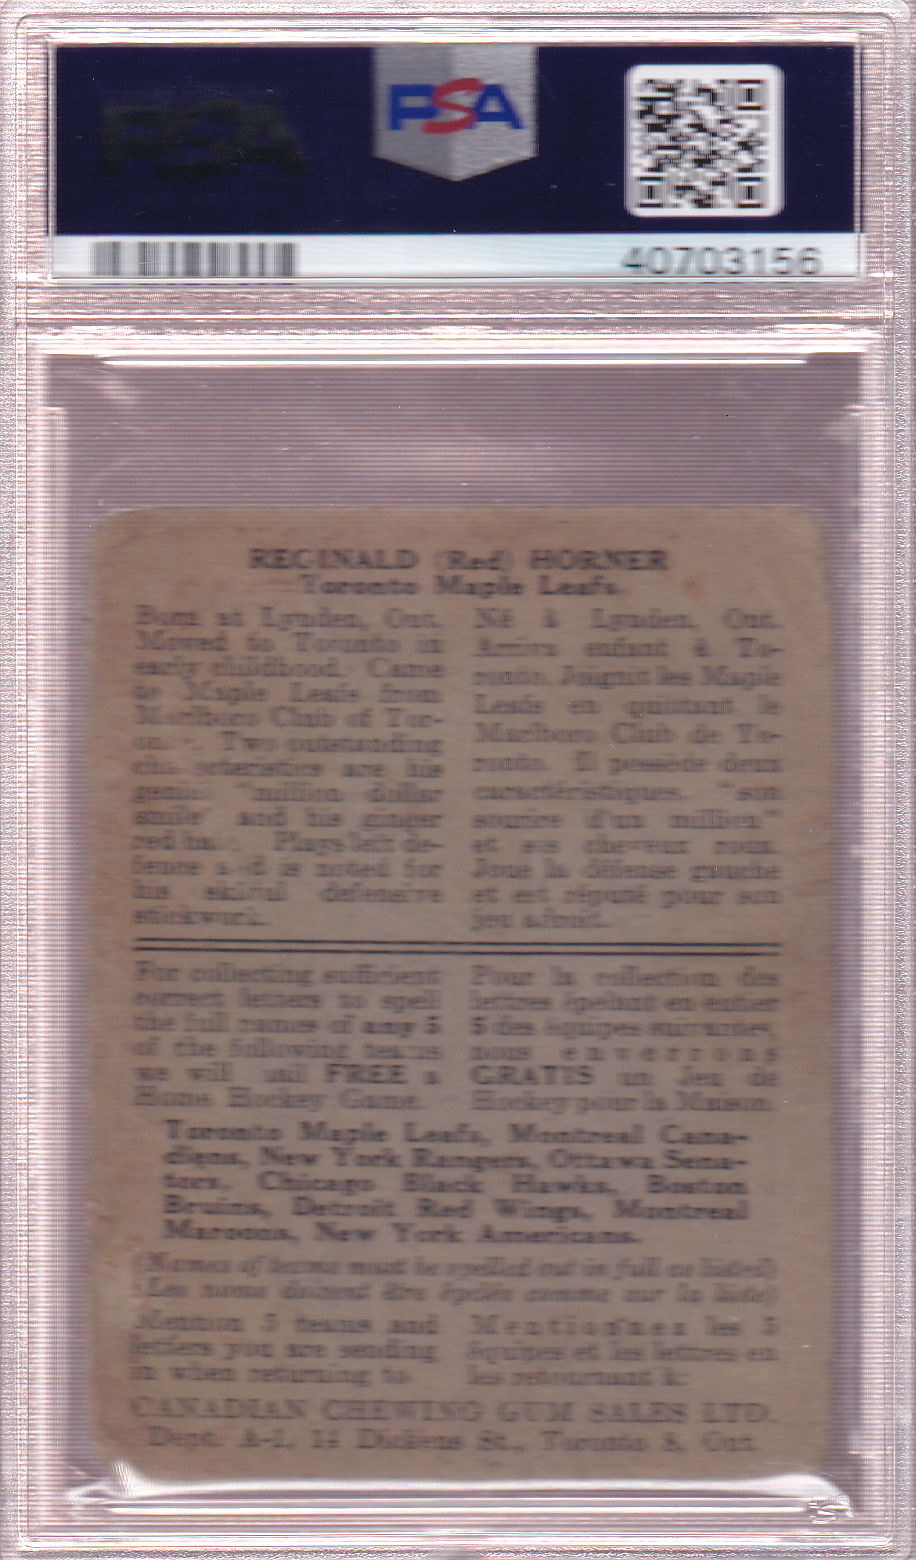 PSA
PSA
40703156
REGINALD (Red) HORNER
Toronto Maple Leafs.
Born at Lynden, Ont.
Moved to Toronto in
early childhood. Came
to Maple Leafs from
Marlboro Club of Tor-
Two outstanding
are his
"million dollar
smile and his ginger
red Plays left de-
fence is noted for
his skilful defensive
stickwork.
Né à Lynden, Ont.
Arriva enfant à To-
ronto. Joignit les Maple
Leafs en quittant le
Marlboro Club de To-
ronto. Il possède deux
caractéristiques, "son
sourire d'un million"
et ses cheveur roux.
Joue la défense gauche
et est réputé pour son
jeu adroit.
For collecting sufficient
correct letters to spell
the full names of any 5
of the following teams
we will mail FREE a
Home Hockey Game.
Pour la collection des
lettres épelant en entier
5 des équipes suivantes,
nous enverrons
GRATIS un Jeu de
Hockey pour la Maison.
Toronto Maple Leafs, Montreal Cana-
diens, New York Rangers, Ottawa Sena-
tors, Chicago Black Hawks, Boston
Bruins, Detroit Red Wings, Montreal
Maroons, New York Americans.
(Names of teams must be spelled out in full as listed)
(Les noms doivent être épelés comme sur la liste)
Mention 5 teams and
letters you are sending
in when returning to
Mentionnez les 5
équipes et les lettres en
les retournant à:
CANADIAN CHEWING GUM SALES LTD.
Dept. A-1, 14 Dickens St., Toronto 8, Ont.